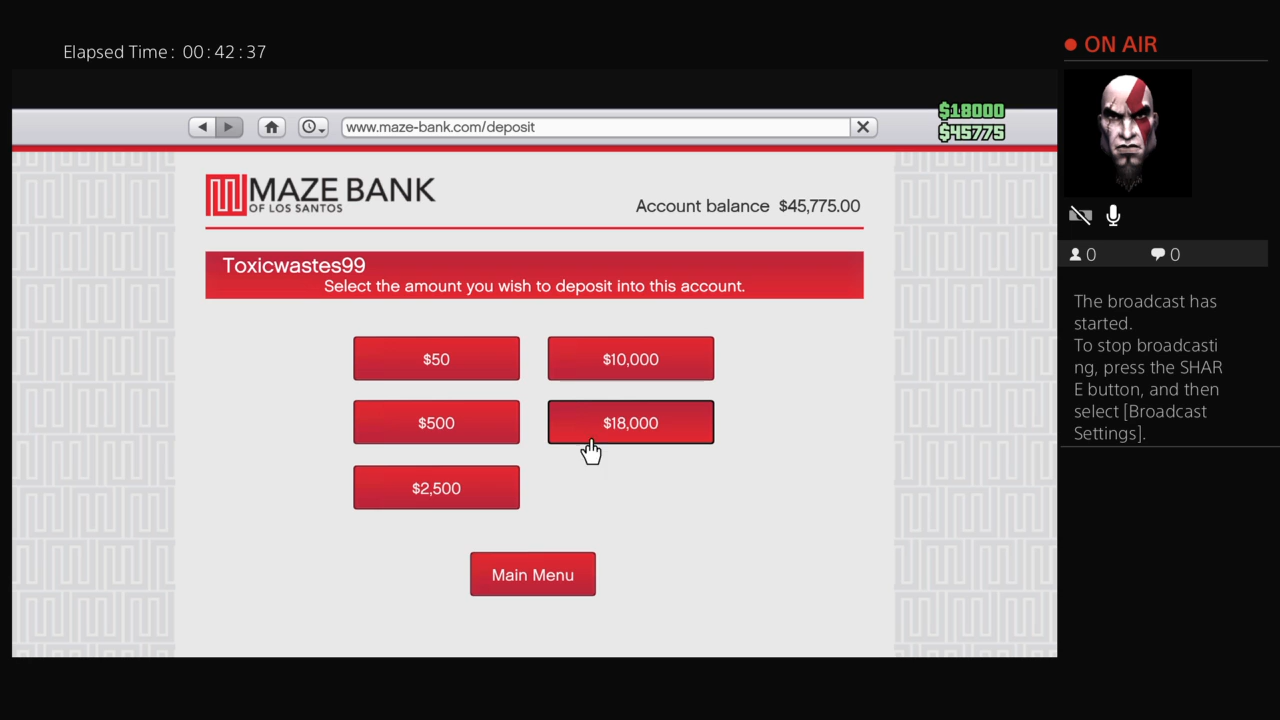 Elapsed Time: 00:42:37
ON AIR
www.maze-bank.com/deposit
$18000
$45775
MAZE BANK
OF LOS SANTOS
Account balance $45,775.00
Toxicwastes99
Select the amount you wish to deposit into this account.
$50
$10,000
$500
$18,000
$2,500
Main Menu
0
0
The broadcast has
started.
To stop broadcasti
ng, press the SHAR
E button, and then
select [Broadcast
Settings].